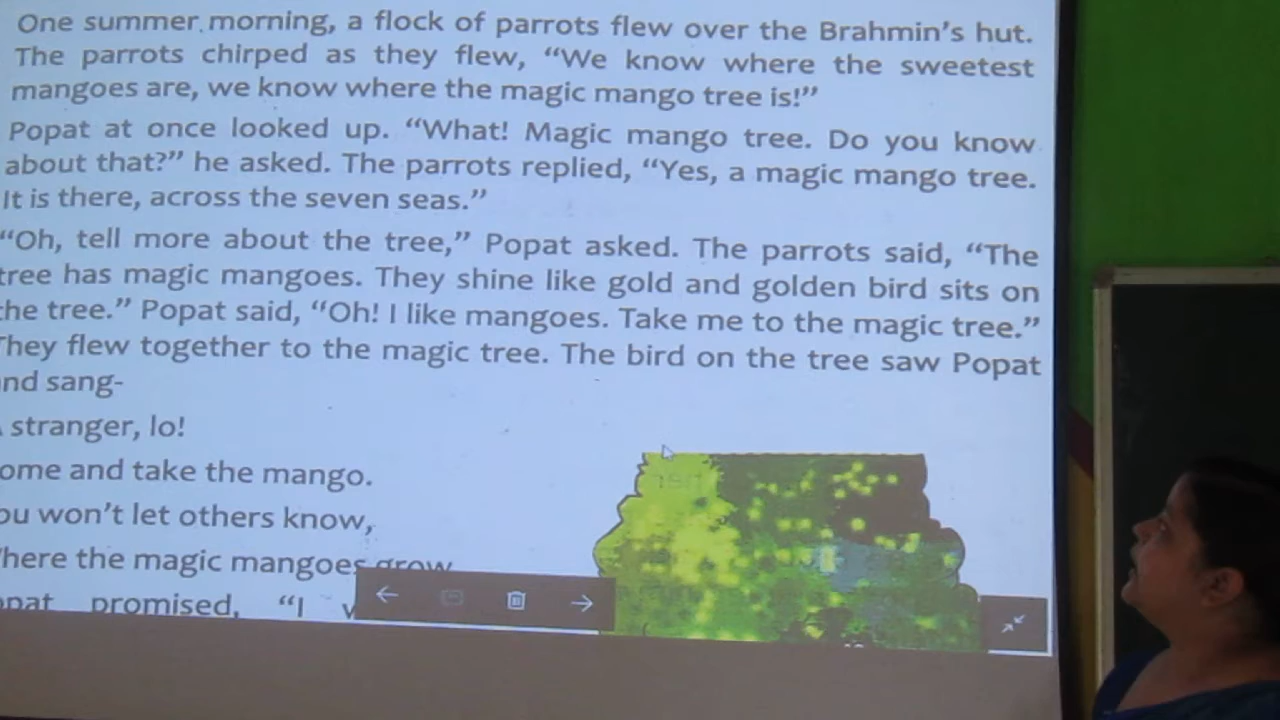 One summer morning, a flock of parrots flew over the Brahmin's hut.
The parrots chirped as they flew, “We know where the sweetest
mangoes are, we know where the magic mango tree is!”
Popat at once looked up. “What! Magic mango tree. Do you know
about that?” he asked. The parrots replied, “Yes, a magic mango tree.
It is there, across the seven seas.”
“Oh, tell more about the tree,” Popat asked. The parrots said, “The
tree has magic mangoes. They shine like gold and golden bird sits on
the tree.” Popat said, “Oh! I like mangoes. Take me to the magic tree.”
They flew together to the magic tree. The bird on the tree saw Popat
nd sang-
stranger, lo!
ome and take the mango.
ou won't let others know,
here the magic mangoes grow
pat promised, “I